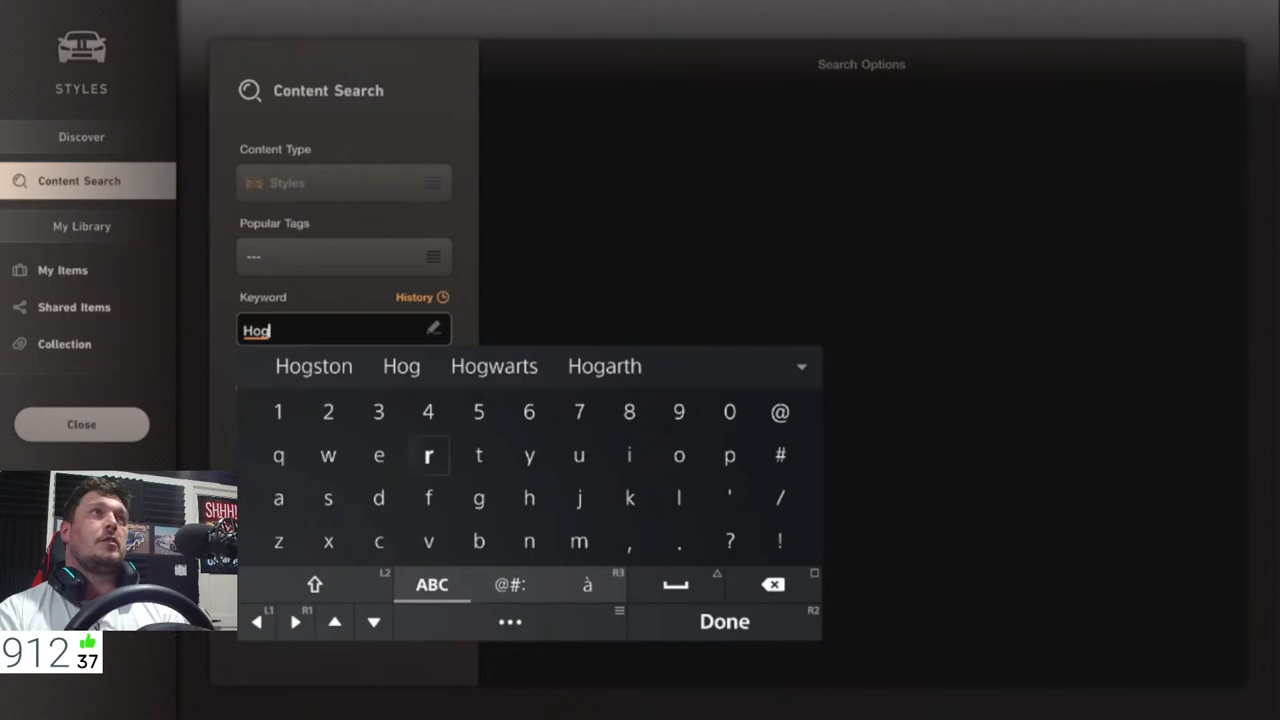 STYLES
Discover
Content Search
My Library
My Items
Shared Items
Collection
Close
Content Search
Search Options
Content Type
Styles
Popular Tags
---
Keyword
History
Hog
Hogston Hog Hogwarts Hogarth
1 2 3 4 5 6 7 8 9 0 @
q w e r t y u i o p #
a s d f g h j k l ' /
z x c v b n m , . ? !
L2 ABC @#: à R3
L1 R1 ... Done R2
SHHH!
912 37